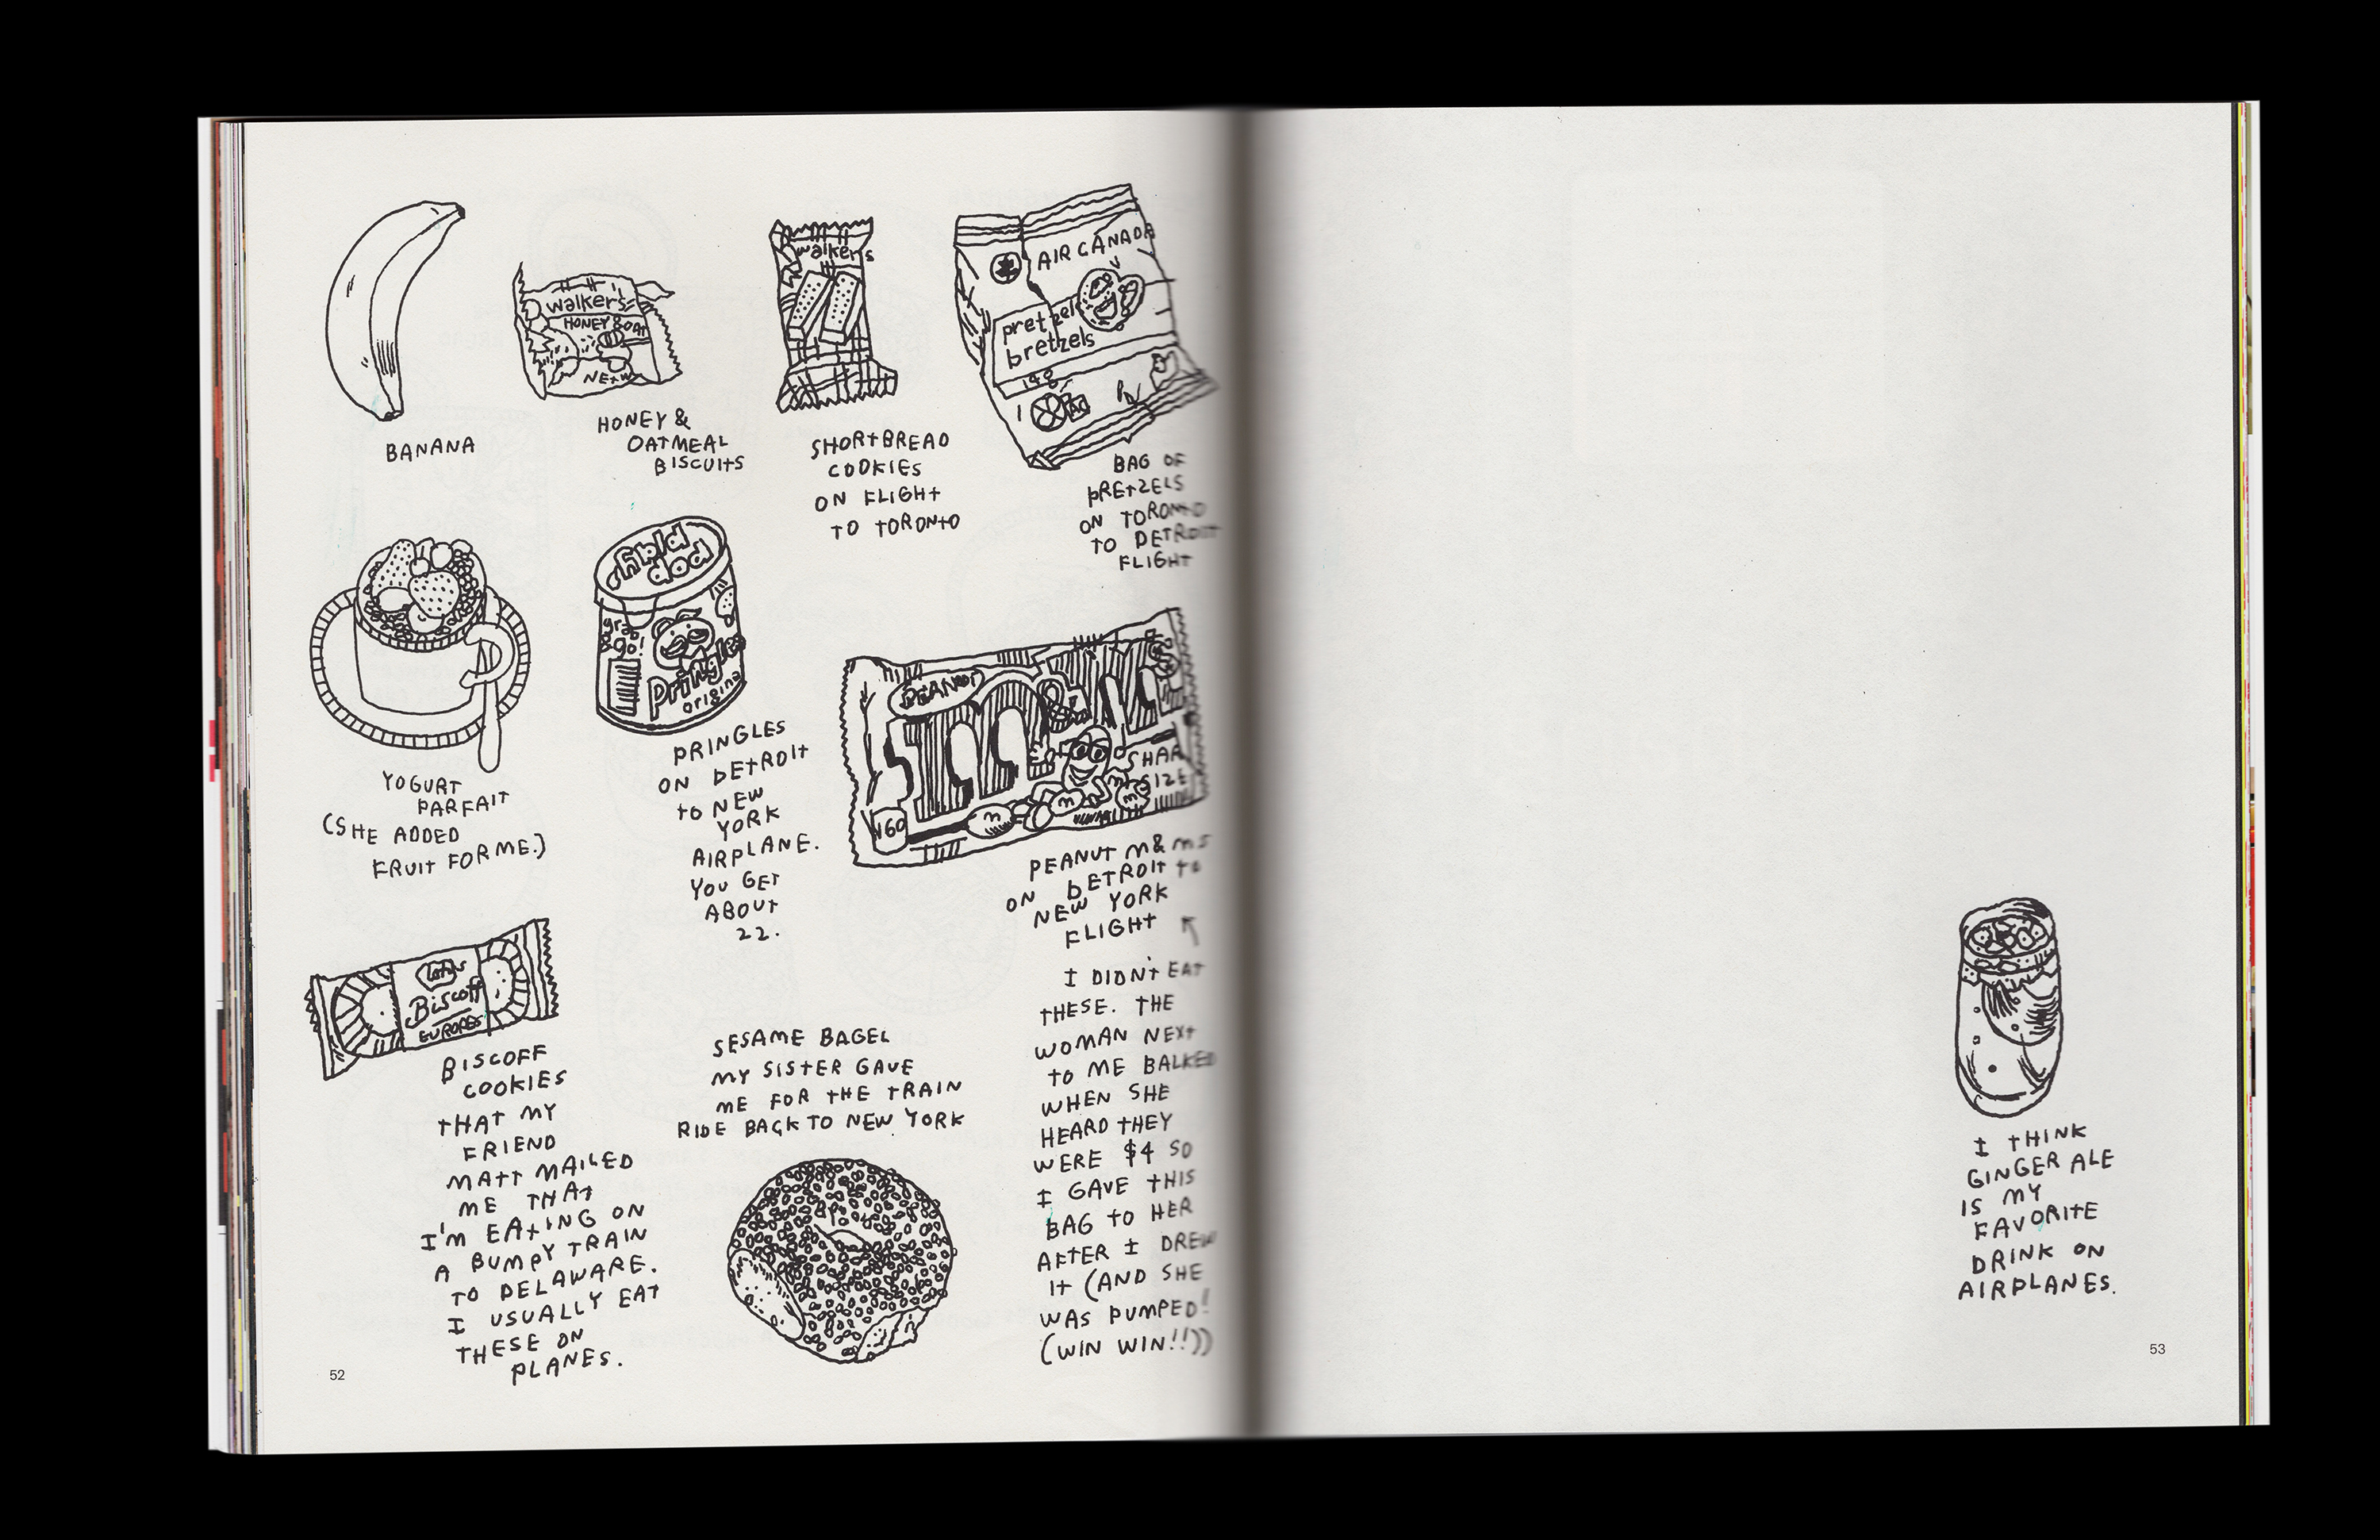 walkers
HONEY & OAT
NEW
HONEY &
OATMEAL
BISCUITS
BANANA
walkers
SHORTBREAD
COOKIES
ON FLIGHT
TO TORONTO
AIR CANADA
pretzel
bretzels
14g
BAG OF
PRETZELS
ON TORONTO
TO DETROIT
FLIGHT
YOGURT
PARFAIT
(SHE ADDED
FRUIT FOR ME.)
grab
& go!
Pringles
original
PRINGLES
ON DETROIT
TO NEW
YORK
AIRPLANE.
YOU GET
ABOUT
22.
PEANUT
m&m's
SHARE
SIZE
160
m
m
m
PEANUT M&MS
ON DETROIT TO
NEW YORK
FLIGHT
I DIDN'T EAT
THESE. THE
WOMAN NEXT
TO ME BALKED
WHEN SHE
HEARD THEY
WERE $4 SO
I GAVE THIS
BAG TO HER
AFTER I DREW
IT (AND SHE
WAS PUMPED!
(WIN WIN!!))
Lotus
Biscoff
EUROPES
BISCOFF
COOKIES
THAT MY
FRIEND
MATT MAILED
ME THAT
I'M EATING ON
A BUMPY TRAIN
TO DELAWARE.
I USUALLY EAT
THESE ON
PLANES.
SESAME BAGEL
MY SISTER GAVE
ME FOR THE TRAIN
RIDE BACK TO NEW YORK
52
I THINK
GINGER ALE
IS MY
FAVORITE
DRINK ON
AIRPLANES.
53